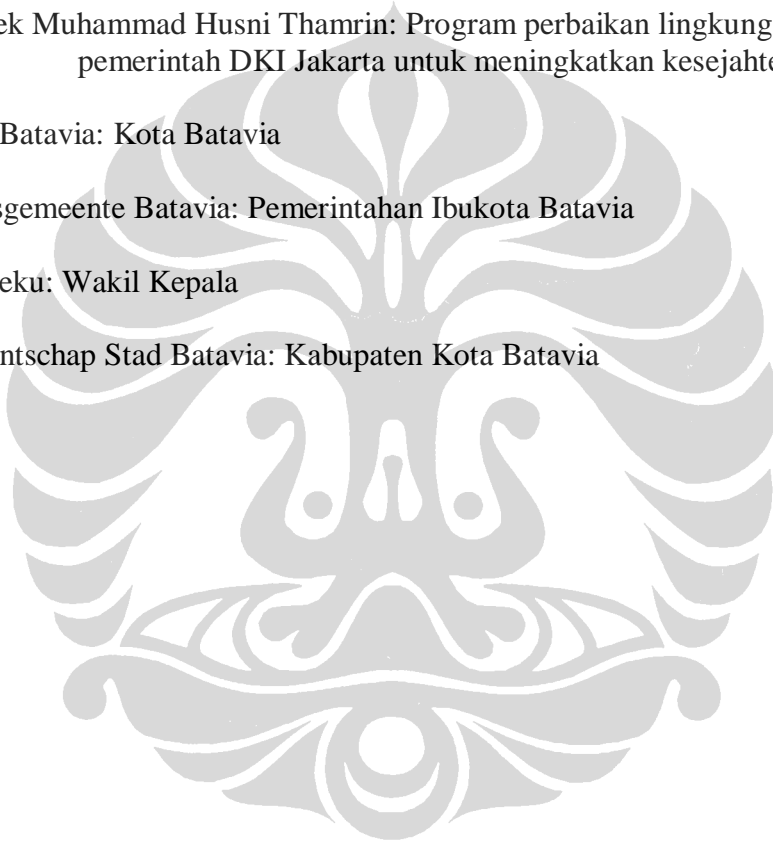 ek Muhammad Husni Thamrin: Program perbaikan lingkung
pemerintah DKI Jakarta untuk meningkatkan kesejahte
Batavia: Kota Batavia
sgemeente Batavia: Pemerintahan Ibukota Batavia
eku: Wakil Kepala
ntschap Stad Batavia: Kabupaten Kota Batavia